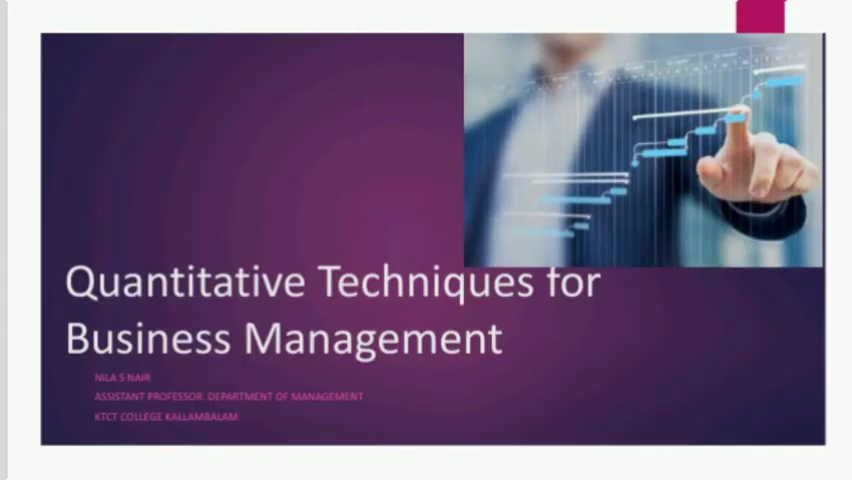 Quantitative Techniques for
Business Management
NILA S NAIR
ASSISTANT PROFESSOR. DEPARTMENT OF MANAGEMENT
KTCT COLLEGE KALLAMBALAM